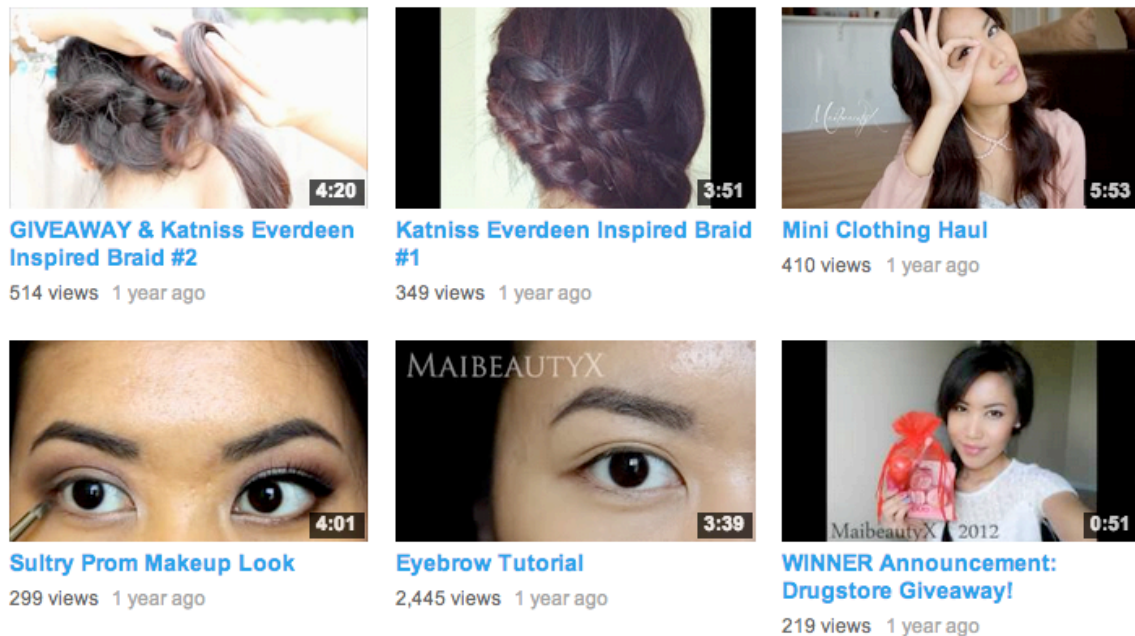 4:20
3:51
MaibeautyX
5:53
GIVEAWAY & Katniss Everdeen
Inspired Braid #2
514 views 1 year ago
Katniss Everdeen Inspired Braid
#1
349 views 1 year ago
Mini Clothing Haul
410 views 1 year ago
4:01
MAIBEAUTYX
3:39
MaibeautyX 2012
0:51
Sultry Prom Makeup Look
299 views 1 year ago
Eyebrow Tutorial
2,445 views 1 year ago
WINNER Announcement:
Drugstore Giveaway!
219 views 1 year ago